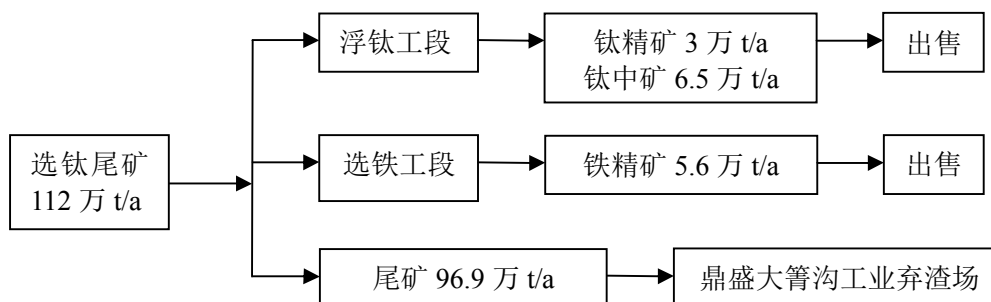 浮钛工段
钛精矿 3 万 t/a
钛中矿 6.5 万 t/a
出售
选钛尾矿
112 万 t/a
选铁工段
铁精矿 5.6 万 t/a
出售
尾矿 96.9 万 t/a
鼎盛大箐沟工业弃渣场